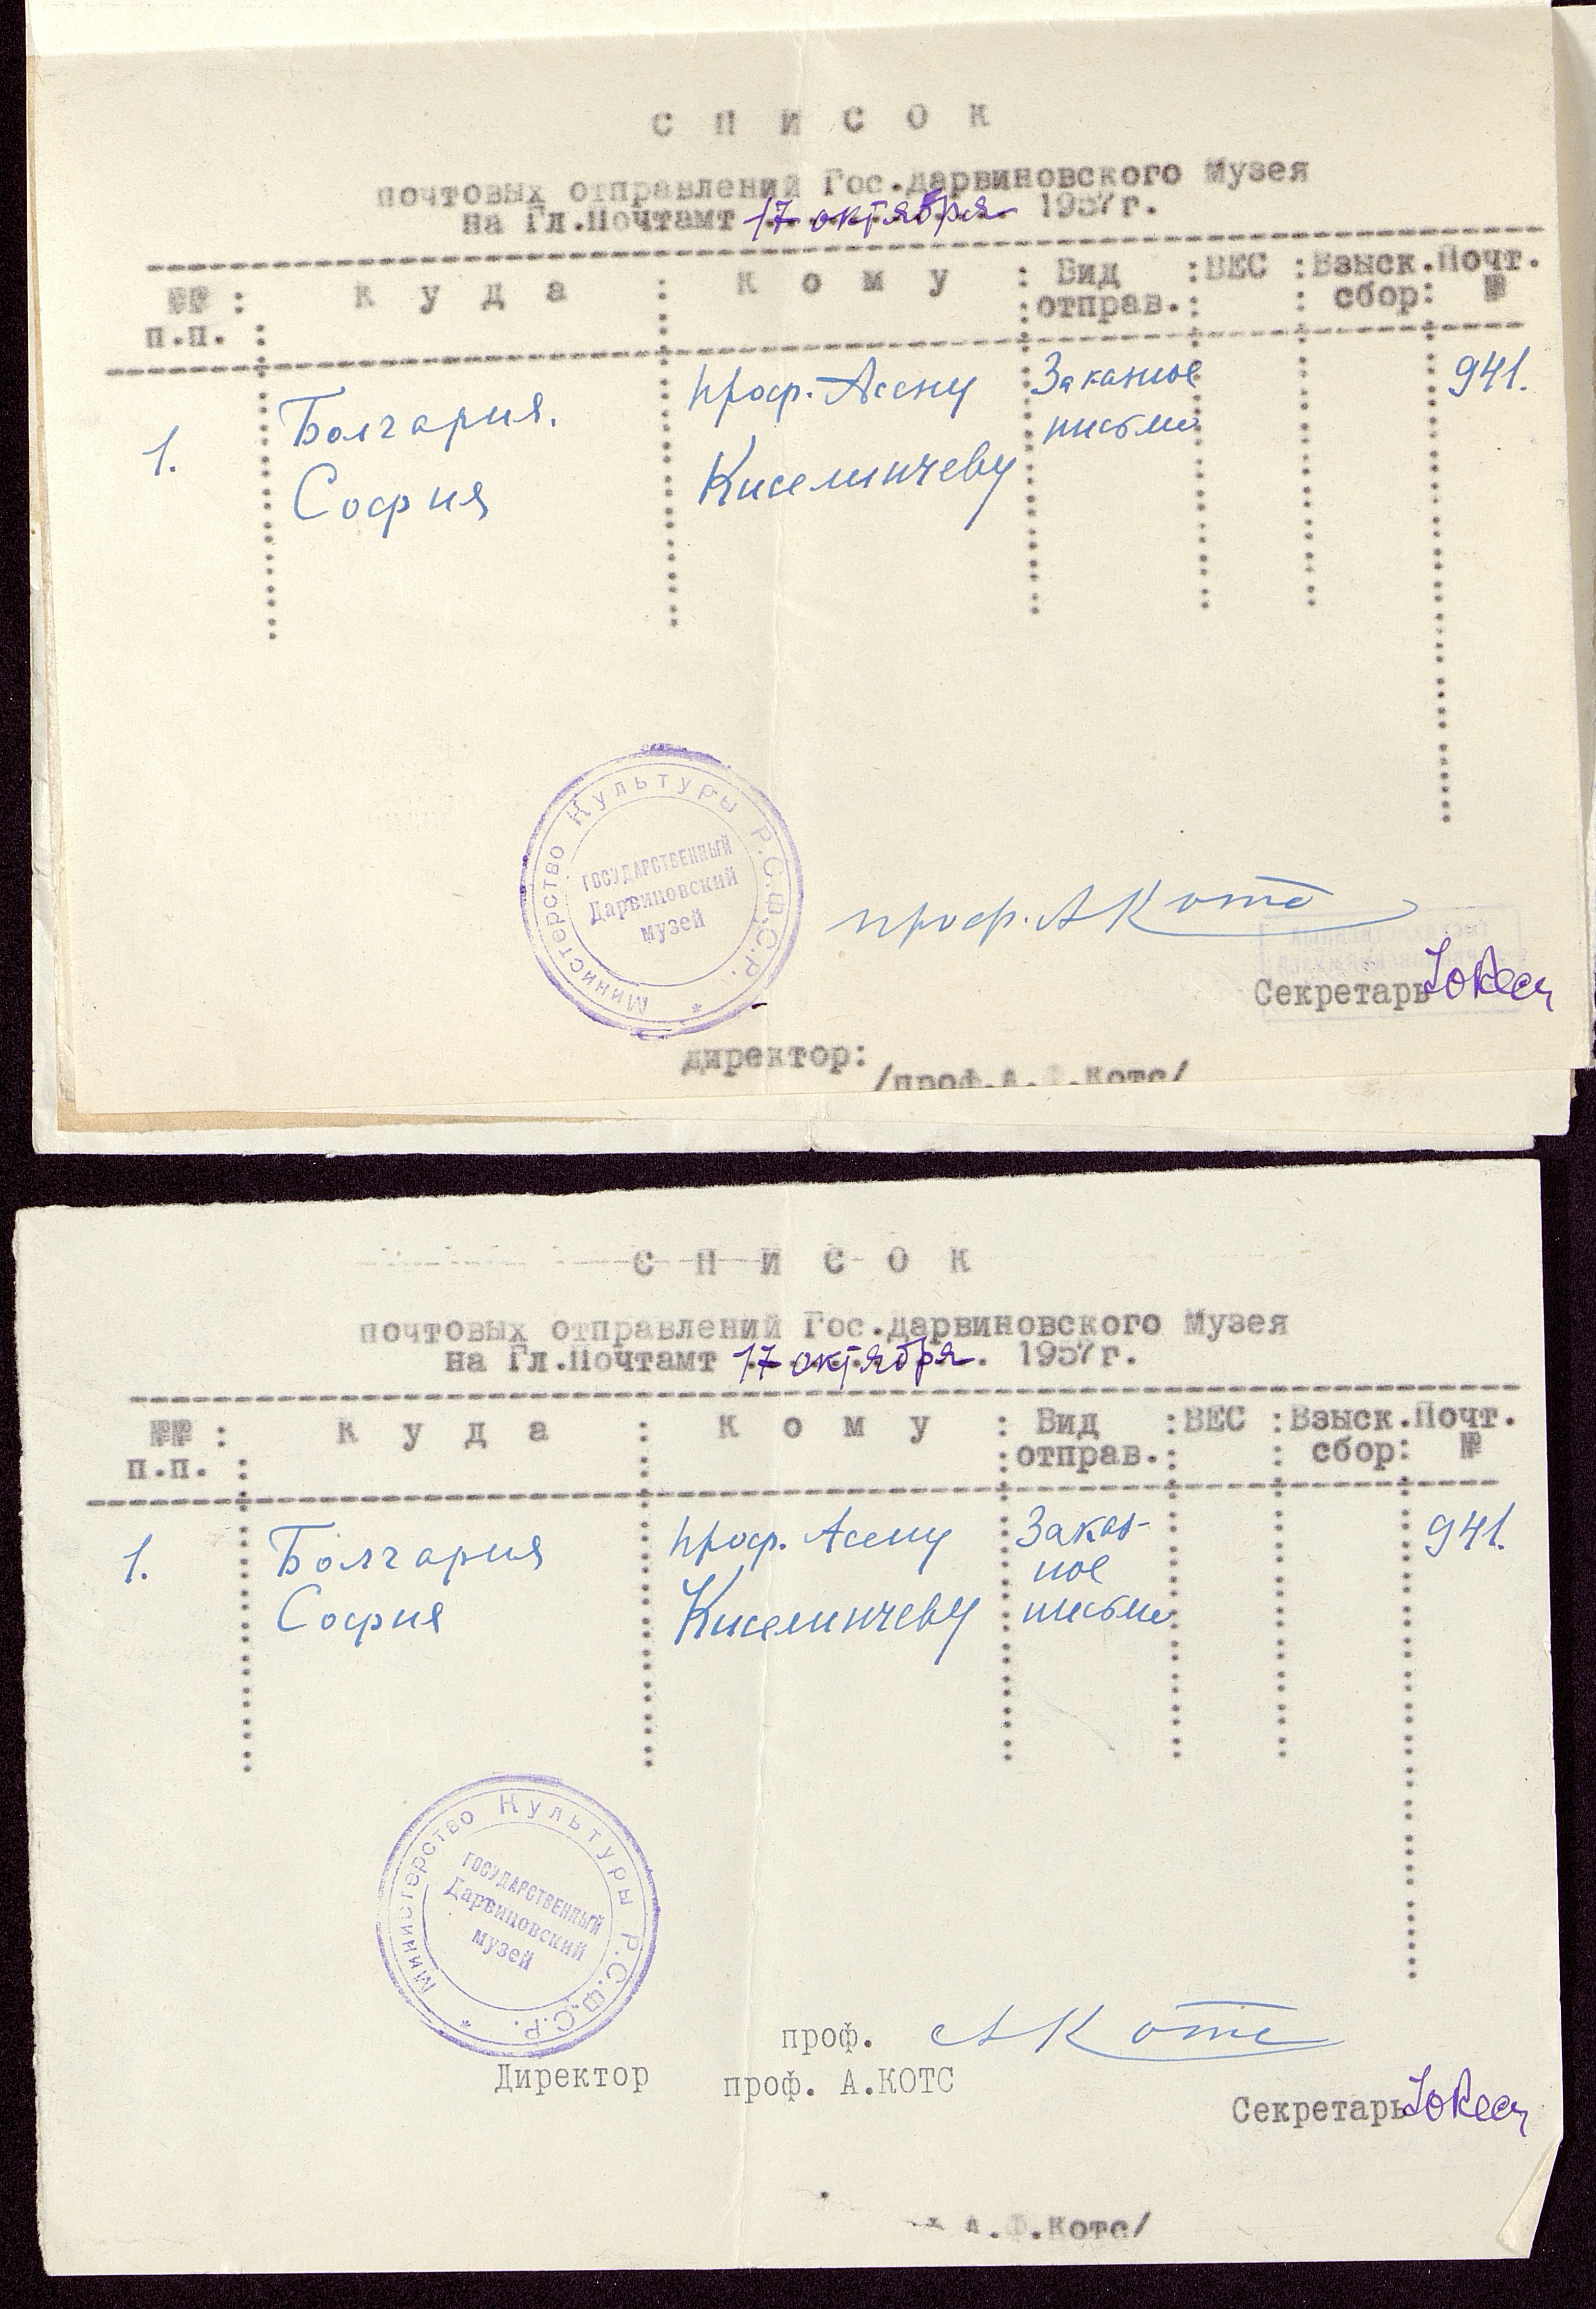 С П И С О К
почтовых отправлений Гос.дарвиновского Музея
на Гл.Почтамт 17 октября 1957г.
№№ : К у д а : К о м у : Вид : ВЕС : Взыск. Почт.
п.п. : : : отправ. : : сбор : №
1. Болгария. проф. Асену Заказное 941.
София Киселинчеву письмо
Министерство Культуры Р.С.Ф.С.Р. *
ГОСУДАРСТВЕННЫЙ
Дарвиновский
музей
проф. А Котс
Секретарь
директор:
/проф.А.Ф.Котс/
С П И С О К
почтовых отправлений Гос.дарвиновского Музея
на Гл.Почтамт 17 октября 1957г.
№№ : К у д а : К о м у : Вид : ВЕС : Взыск. Почт.
п.п. : : : отправ. : : сбор : №
1. Болгария проф. Асену Заказ- 941.
ное
София Киселинчеву письмо
Министерство Культуры Р.С.Ф.С.Р. *
ГОСУДАРСТВЕННЫЙ
Дарвиновский
музей
проф. А Котс
Директор проф. А.КОТС
Секретарь
А.Ф.Котс/